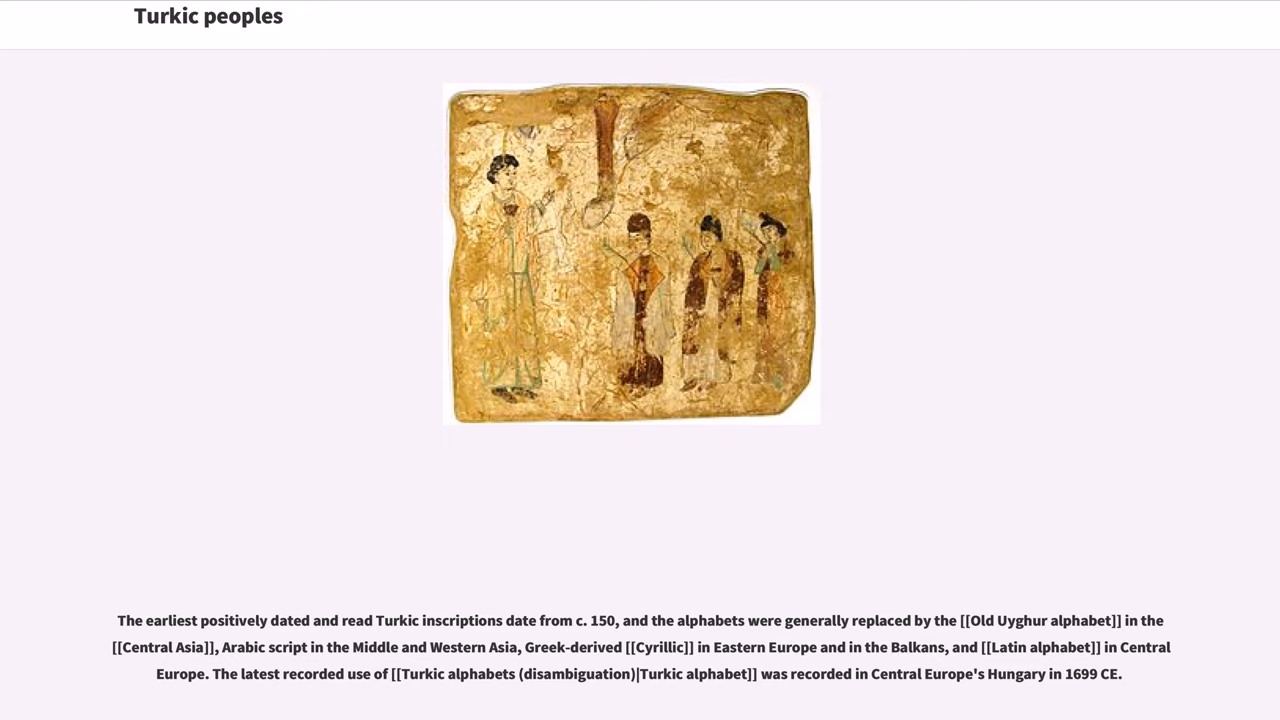 Turkic peoples
The earliest positively dated and read Turkic inscriptions date from c. 150, and the alphabets were generally replaced by the [[Old Uyghur alphabet]] in the
[[Central Asia]], Arabic script in the Middle and Western Asia, Greek-derived [[Cyrillic]] in Eastern Europe and in the Balkans, and [[Latin alphabet]] in Central
Europe. The latest recorded use of [[Turkic alphabets (disambiguation)|Turkic alphabet]] was recorded in Central Europe's Hungary in 1699 CE.